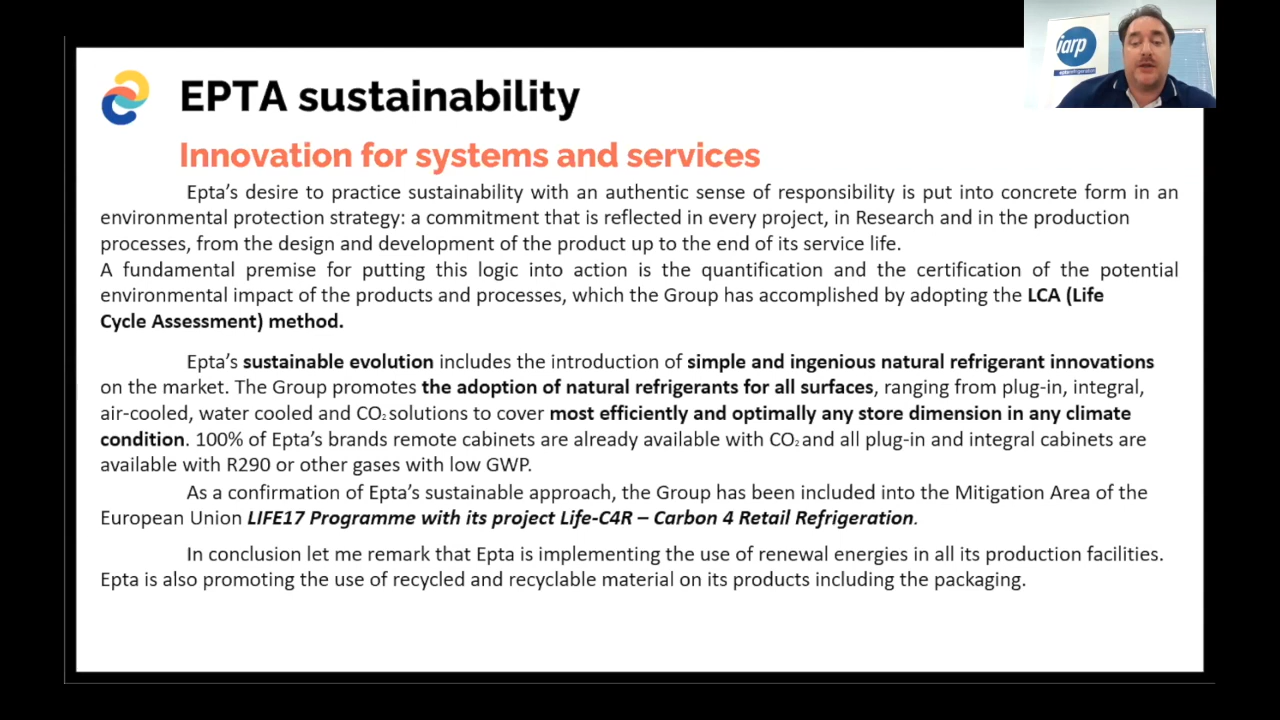 iarp
EPTA sustainability
Innovation for systems and services
Epta’s desire to practice sustainability with an authentic sense of responsibility is put into concrete form in an
environmental protection strategy: a commitment that is reflected in every project, in Research and in the production
processes, from the design and development of the product up to the end of its service life.
A fundamental premise for putting this logic into action is the quantification and the certification of the potential
environmental impact of the products and processes, which the Group has accomplished by adopting the LCA (Life
Cycle Assessment) method.
Epta’s sustainable evolution includes the introduction of simple and ingenious natural refrigerant innovations
on the market. The Group promotes the adoption of natural refrigerants for all surfaces, ranging from plug-in, integral,
air-cooled, water cooled and CO₂ solutions to cover most efficiently and optimally any store dimension in any climate
condition. 100% of Epta’s brands remote cabinets are already available with CO₂ and all plug-in and integral cabinets are
available with R290 or other gases with low GWP.
As a confirmation of Epta’s sustainable approach, the Group has been included into the Mitigation Area of the
European Union LIFE17 Programme with its project Life-C4R – Carbon 4 Retail Refrigeration.
In conclusion let me remark that Epta is implementing the use of renewal energies in all its production facilities.
Epta is also promoting the use of recycled and recyclable material on its products including the packaging.